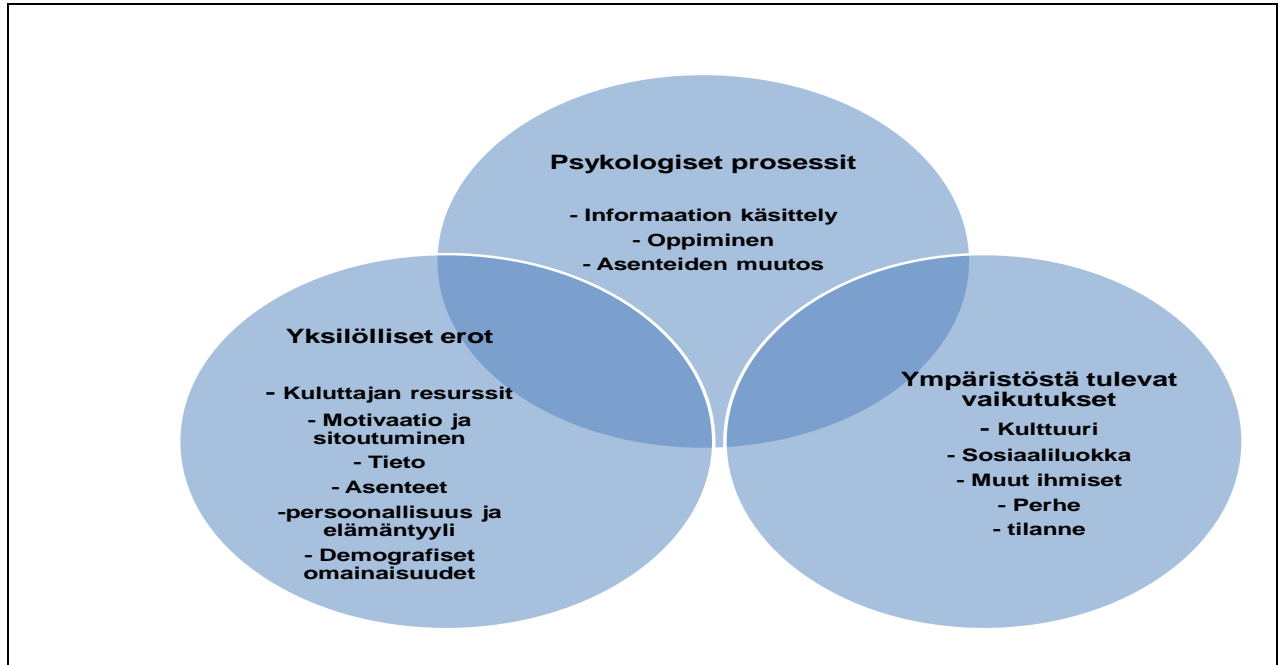 Psykologiset prosessit
- Informaation käsittely
- Oppiminen
- Asenteiden muutos
Yksilölliset erot
- Kuluttajan resurssit
- Motivaatio ja
sitoutuminen
- Tieto
- Asenteet
-persoonallisuus ja
elämäntyyli
- Demografiset
omainaisuudet
Ympäristöstä tulevat
vaikutukset
- Kulttuuri
- Sosiaaliluokka
- Muut ihmiset
- Perhe
- tilanne